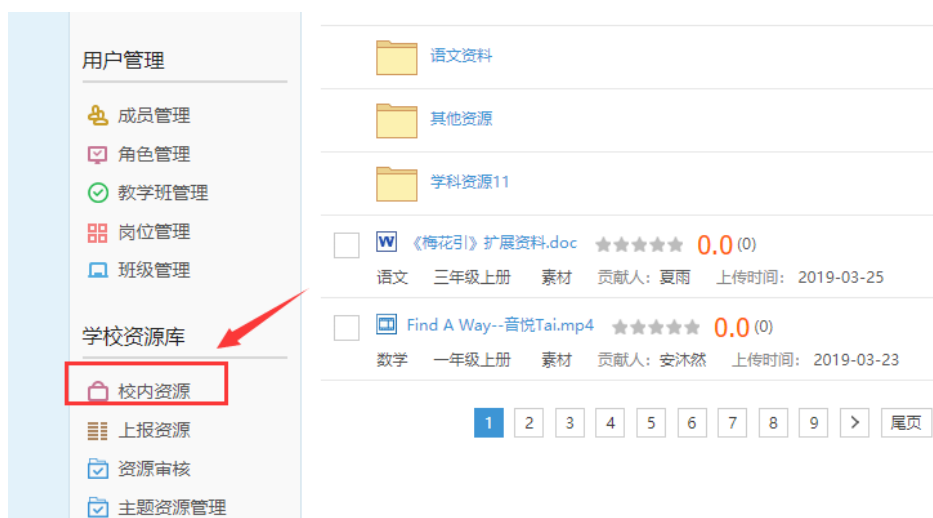 用户管理
成员管理
角色管理
教学班管理
岗位管理
班级管理
学校资源库
校内资源
上报资源
资源审核
主题资源管理
语文资料
其他资源
学科资源11
《梅花引》扩展资料.doc 0.0 (0)
语文 三年级上册 素材 贡献人：夏雨 上传时间： 2019-03-25
Find A Way--音悦Tai.mp4 0.0 (0)
数学 一年级上册 素材 贡献人：安沐然 上传时间： 2019-03-23
1 2 3 4 5 6 7 8 9 > 尾页